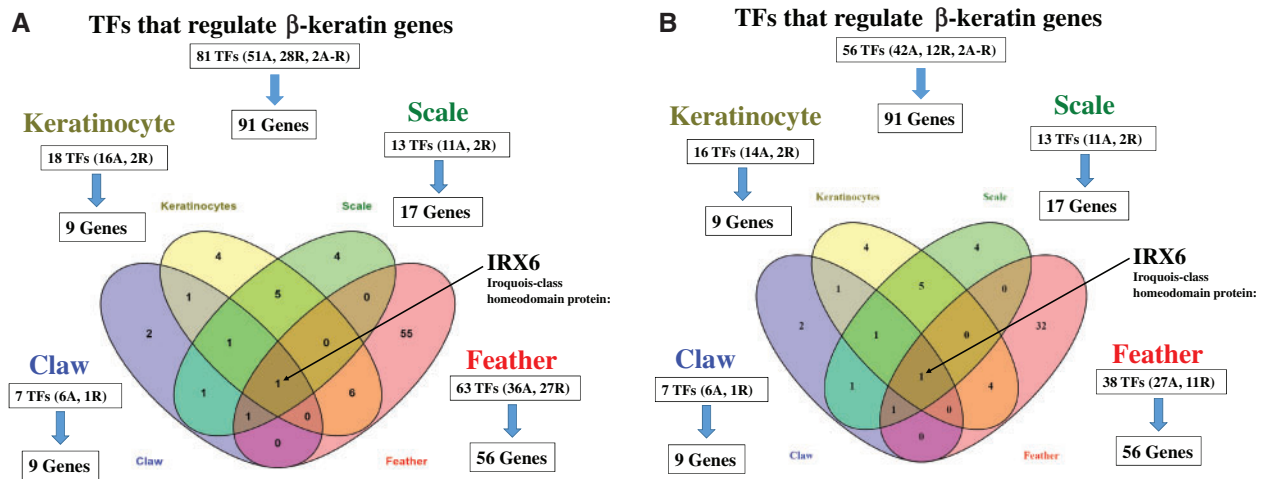 A
TFs that regulate β-keratin genes
81 TFs (51A, 28R, 2A-R)
91 Genes
Keratinocyte
18 TFs (16A, 2R)
9 Genes
Scale
13 TFs (11A, 2R)
17 Genes
Keratinocytes
Scale
4
4
IRX6
Iroquois-class
homeodomain protein:
1
5
0
2
55
1
0
1
1
6
1
0
0
Claw
7 TFs (6A, 1R)
9 Genes
Feather
63 TFs (36A, 27R)
56 Genes
Claw
Feather
B
TFs that regulate β-keratin genes
56 TFs (42A, 12R, 2A-R)
91 Genes
Keratinocyte
16 TFs (14A, 2R)
9 Genes
Scale
13 TFs (11A, 2R)
17 Genes
Keratinocytes
Scale
4
4
IRX6
Iroquois-class
homeodomain protein:
1
5
0
2
32
1
0
1
1
4
1
0
0
Claw
7 TFs (6A, 1R)
9 Genes
Feather
38 TFs (27A, 11R)
56 Genes
Claw
Feather